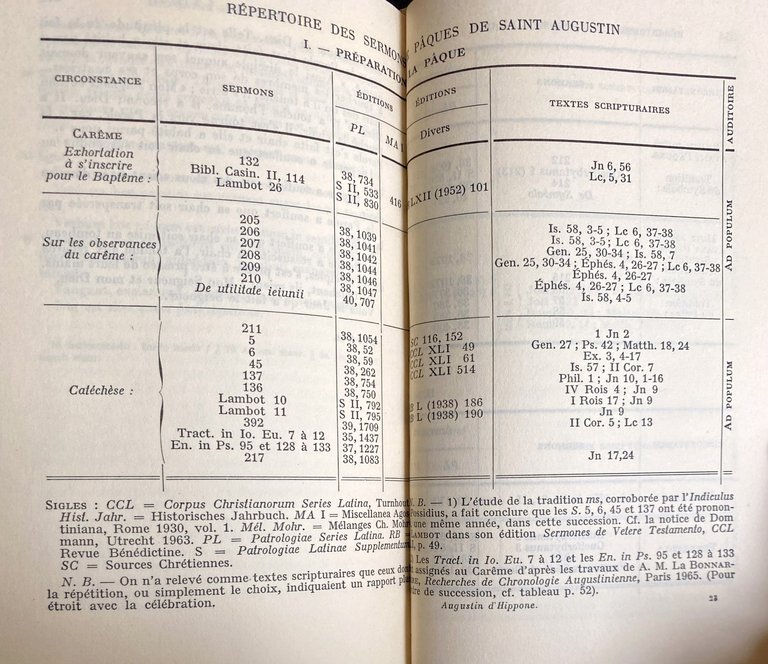 RÉPERTOIRE DES SERMONS
I. — PRÉPARATION
CIRCONSTANCE
SERMONS
ÉDITIONS
PL
MA I
CARÊME
Exhortation
à s'inscrire
pour le Baptême :
132
Bibl. Casin. II, 114
Lambot 26
38, 734
S II, 533
S II, 830
416
Sur les observances
du carême :
205
206
207
208
209
210
De utilitate ieiunii
38, 1039
38, 1041
38, 1042
38, 1044
38, 1046
38, 1047
40, 707
Catéchèse :
211
5
6
45
137
136
Lambot 10
Lambot 11
392
Tract. in Io. Eu. 7 à 12
En. in Ps. 95 et 128 à 133
217
38, 1054
38, 52
38, 59
38, 262
38, 754
38, 750
S II, 792
S II, 795
39, 1709
35, 1437
37, 1227
38, 1083
SIGLES : CCL = Corpus Christianorum Series Latina, Turnhout
Hist. Jahr. = Historisches Jahrbuch. MA I = Miscellanea Agos
tiniana, Rome 1930, vol. 1. Mél. Mohr. = Mélanges Ch. Mohr
mann, Utrecht 1963. PL = Patrologiae Series Latina. RB =
Revue Bénédictine. S = Patrologiae Latinae Supplementum
SC = Sources Chrétiennes.
N. B. — On n'a relevé comme textes scripturaires que ceux dont
la répétition, ou simplement le choix, indiquaient un rapport plus
étroit avec la célébration.
PÂQUES DE SAINT AUGUSTIN
LA PÂQUE
ÉDITIONS
Divers
TEXTES SCRIPTURAIRES
AUDITOIRE
LXII (1952) 101
Jn 6, 56
Lc, 5, 31
Is. 58, 3-5 ; Lc 6, 37-38
Is. 58, 3-5 ; Lc 6, 37-38
Gen. 25, 30-34 ; Is. 58, 7
Gen. 25, 30-34 ; Éphés. 4, 26-27 ; Lc 6, 37-38
Éphés. 4, 26-27
Éphés. 4, 26-27 ; Lc 6, 37-38
Is. 58, 4-5
AD POPULUM
SC 116, 152
CCL XLI 49
CCL XLI 61
CCL XLI 514
B L (1938) 186
B L (1938) 190
1 Jn 2
Gen. 27 ; Ps. 42 ; Matth. 18, 24
Ex. 3, 4-17
Is. 57 ; II Cor. 7
Phil. 1 ; Jn 10, 1-16
IV Rois 4 ; Jn 9
I Rois 17 ; Jn 9
Jn 9
II Cor. 5 ; Lc 13
Jn 17,24
AD POPULUM
N. B. — 1) L'étude de la tradition ms, corroborée par l'Indiculus
Possidius, a fait conclure que les S. 5, 6, 45 et 137 ont été pronon-
une même année, dans cette succession. Cf. la notice de Dom
LAMBOT dans son édition Sermones de Vetere Testamento, CCL
p. 49.
Les Tract. in Io. Eu. 7 à 12 et les En. in Ps. 95 et 128 à 133
assignés au Carême d'après les travaux de A. M. LA BONNAR-
Recherches de Chronologie Augustinienne, Paris 1965. (Pour
de succession, cf. tableau p. 52).
Augustin d'Hippone.
23